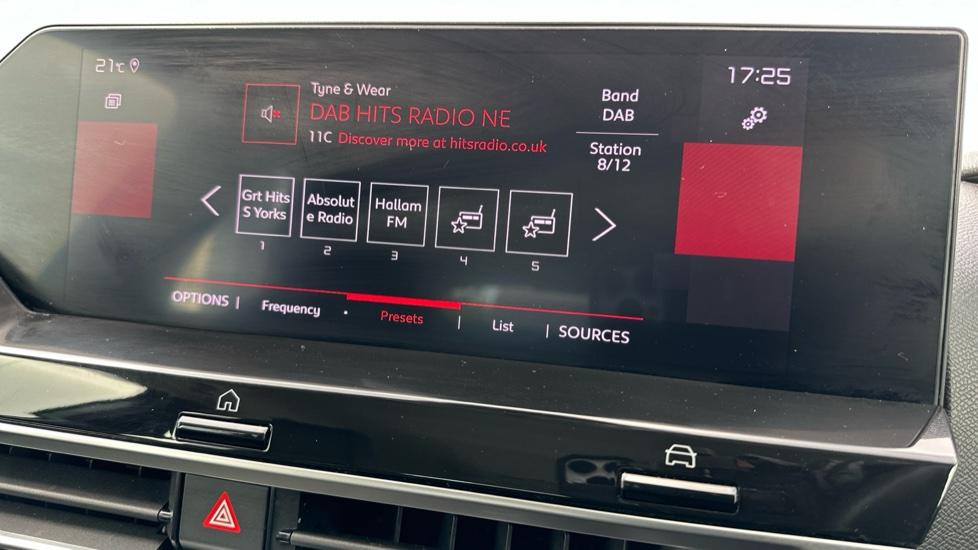 21°C
17:25
Tyne & Wear
DAB HITS RADIO NE
11C Discover more at hitsradio.co.uk
Band
DAB
Station
8/12
Grt Hits
S Yorks
1
Absolut
e Radio
2
Hallam
FM
3
4
5
OPTIONS |
Frequency
Presets
| List
| SOURCES